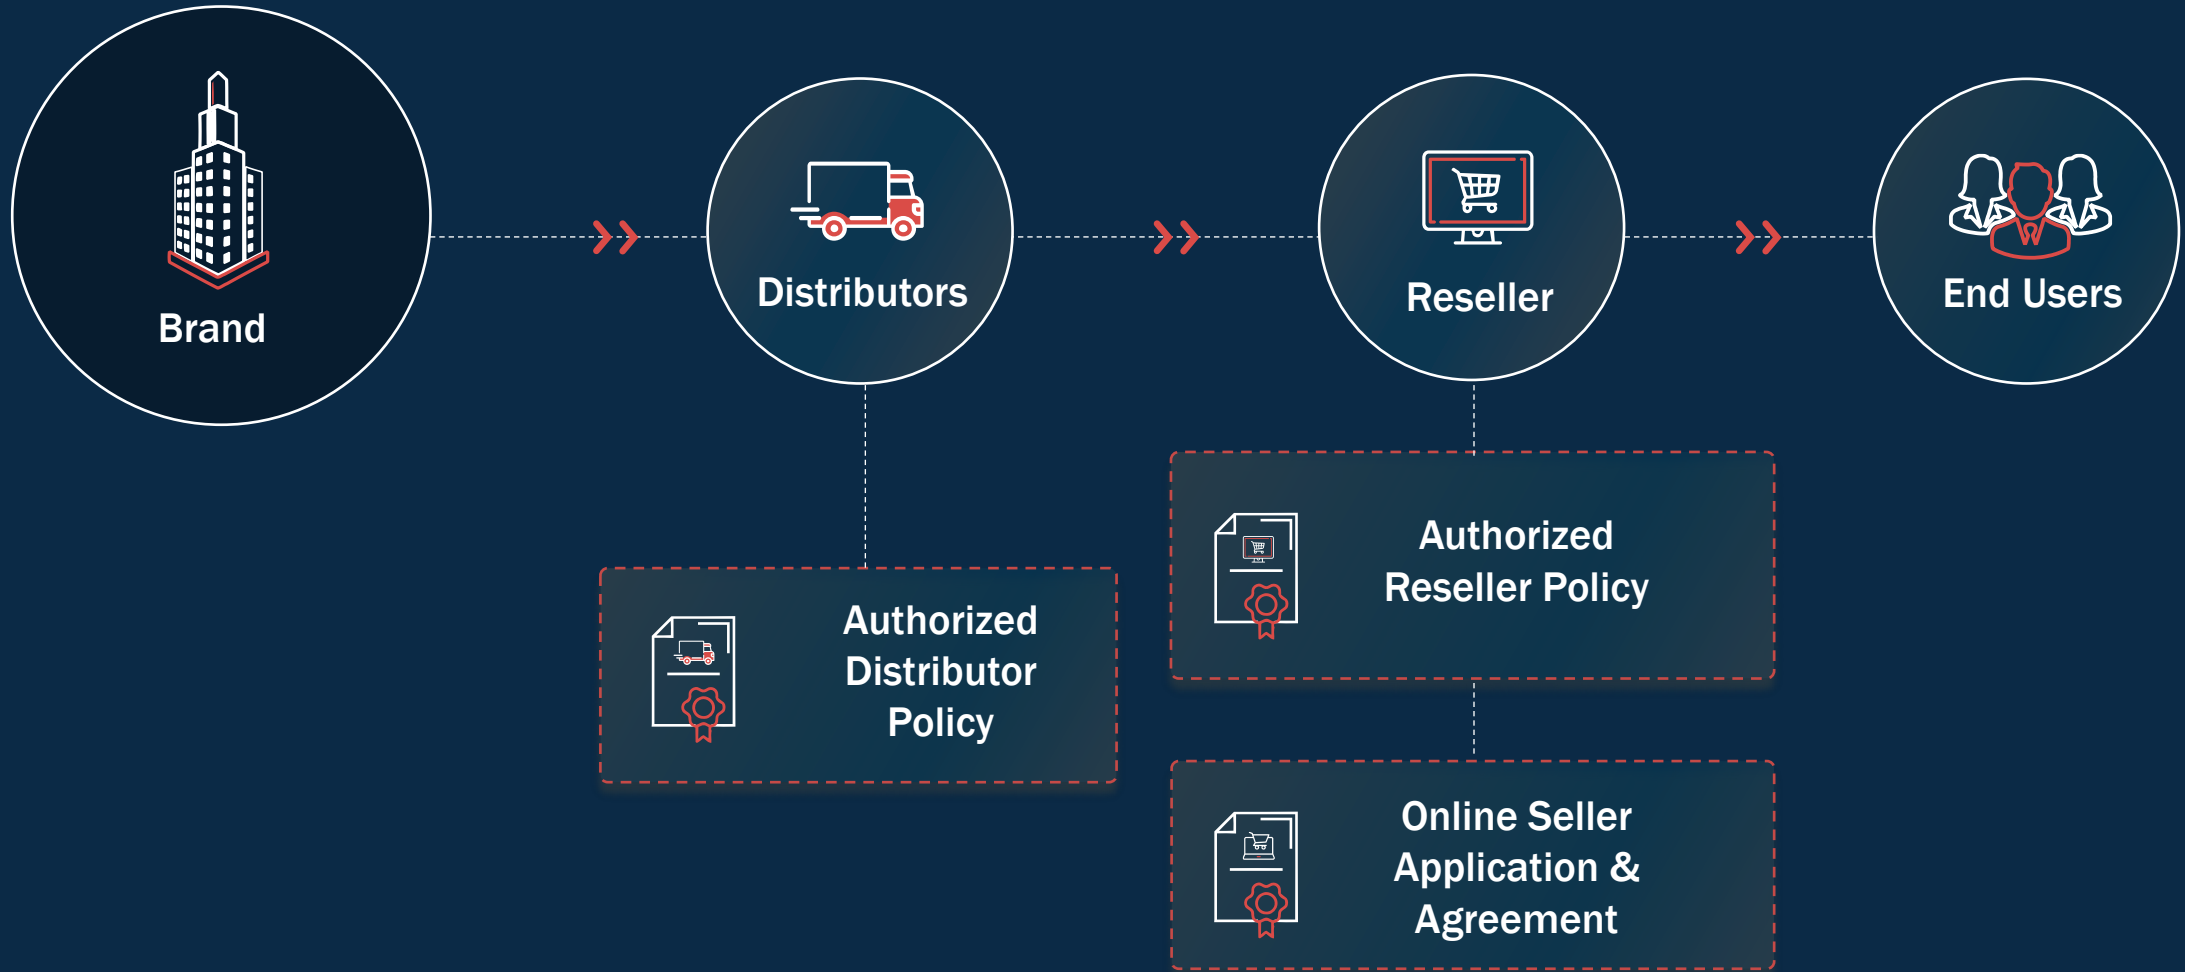 Brand
Distributors
Reseller
End Users
Authorized
Distributor
Policy
Authorized
Reseller Policy
Online Seller
Application &
Agreement